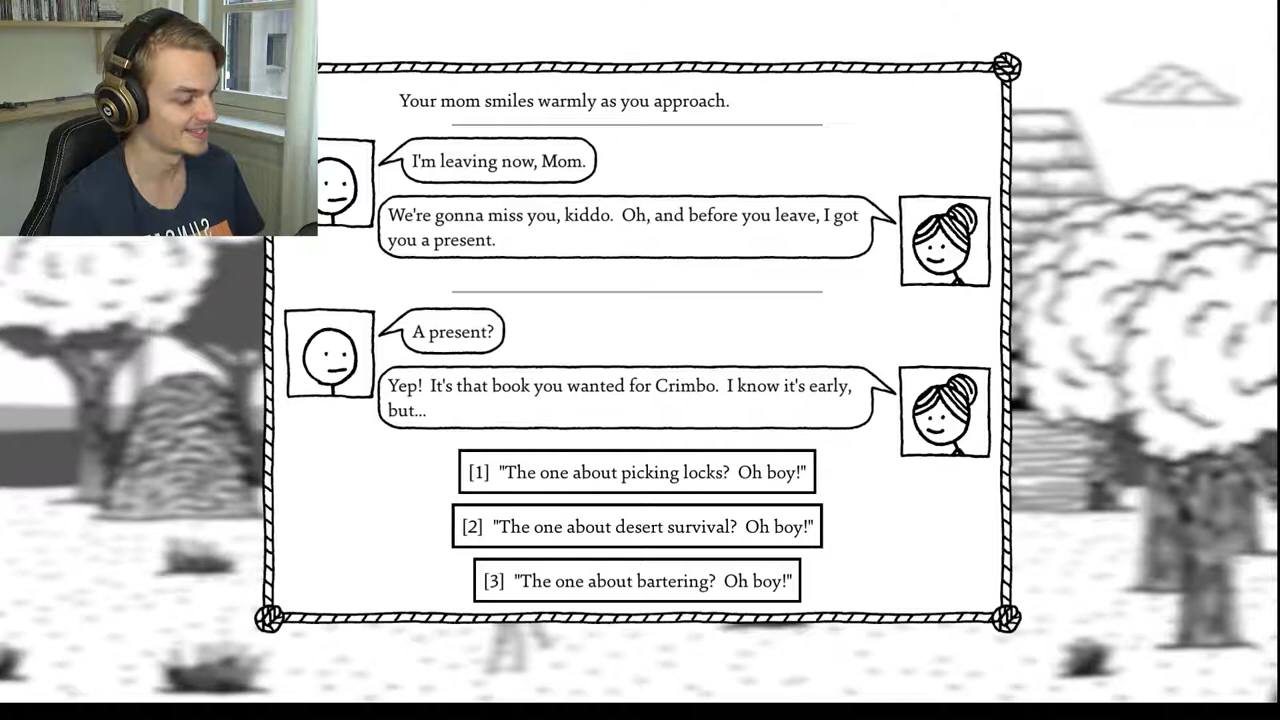 Your mom smiles warmly as you approach.
I'm leaving now, Mom.
We're gonna miss you, kiddo.  Oh, and before you leave, I got
you a present.
A present?
Yep!  It's that book you wanted for Crimbo.  I know it's early,
but...
[1]  "The one about picking locks?  Oh boy!"
[2]  "The one about desert survival?  Oh boy!"
[3]  "The one about bartering?  Oh boy!"